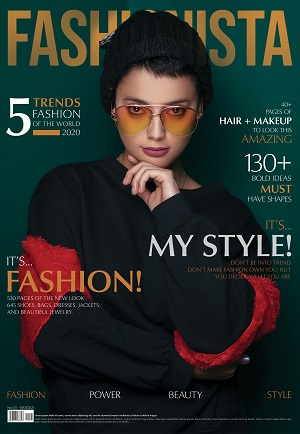 FASHIONISTA
5 TRENDS
FASHION
OF THE WORLD
2020
40+
PAGES OF
HAIR + MAKEUP
TO LOOK THIS
AMAZING
130+
BOLD IDEAS
MUST
HAVE SHAPES
IT'S...
MY STYLE!
DON'T BE INTO TREND
DON'T MAKE FASHION OWN YOU, BUT
YOU DECIDE WHAT YOU ARE
IT'S...
FASHION!
530 PAGES OF THE NEW LOOK
645 SHOES, BAGS, DRESSES, JACKETS
AND BEAUTIFUL JEWELRY.
FASHION POWER BEAUTY STYLE